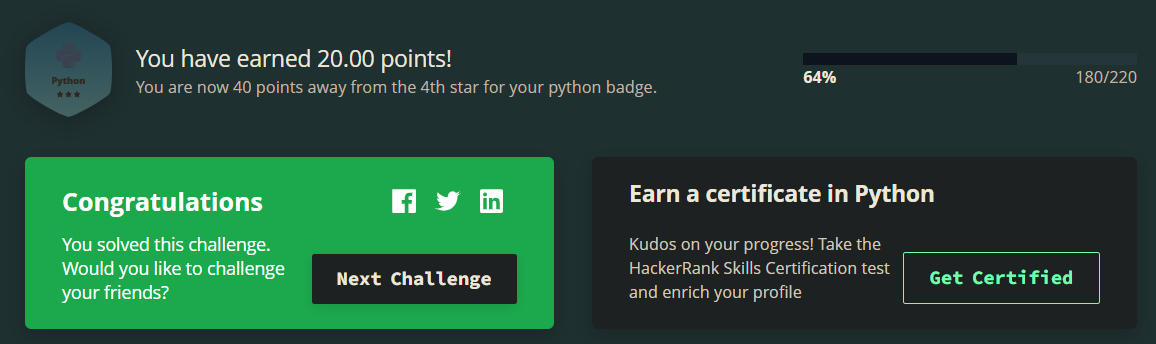 Python
You have earned 20.00 points!
You are now 40 points away from the 4th star for your python badge.
64%
180/220
Congratulations
You solved this challenge.
Would you like to challenge
your friends?
Next Challenge
Earn a certificate in Python
Kudos on your progress! Take the
HackerRank Skills Certification test
and enrich your profile
Get Certified